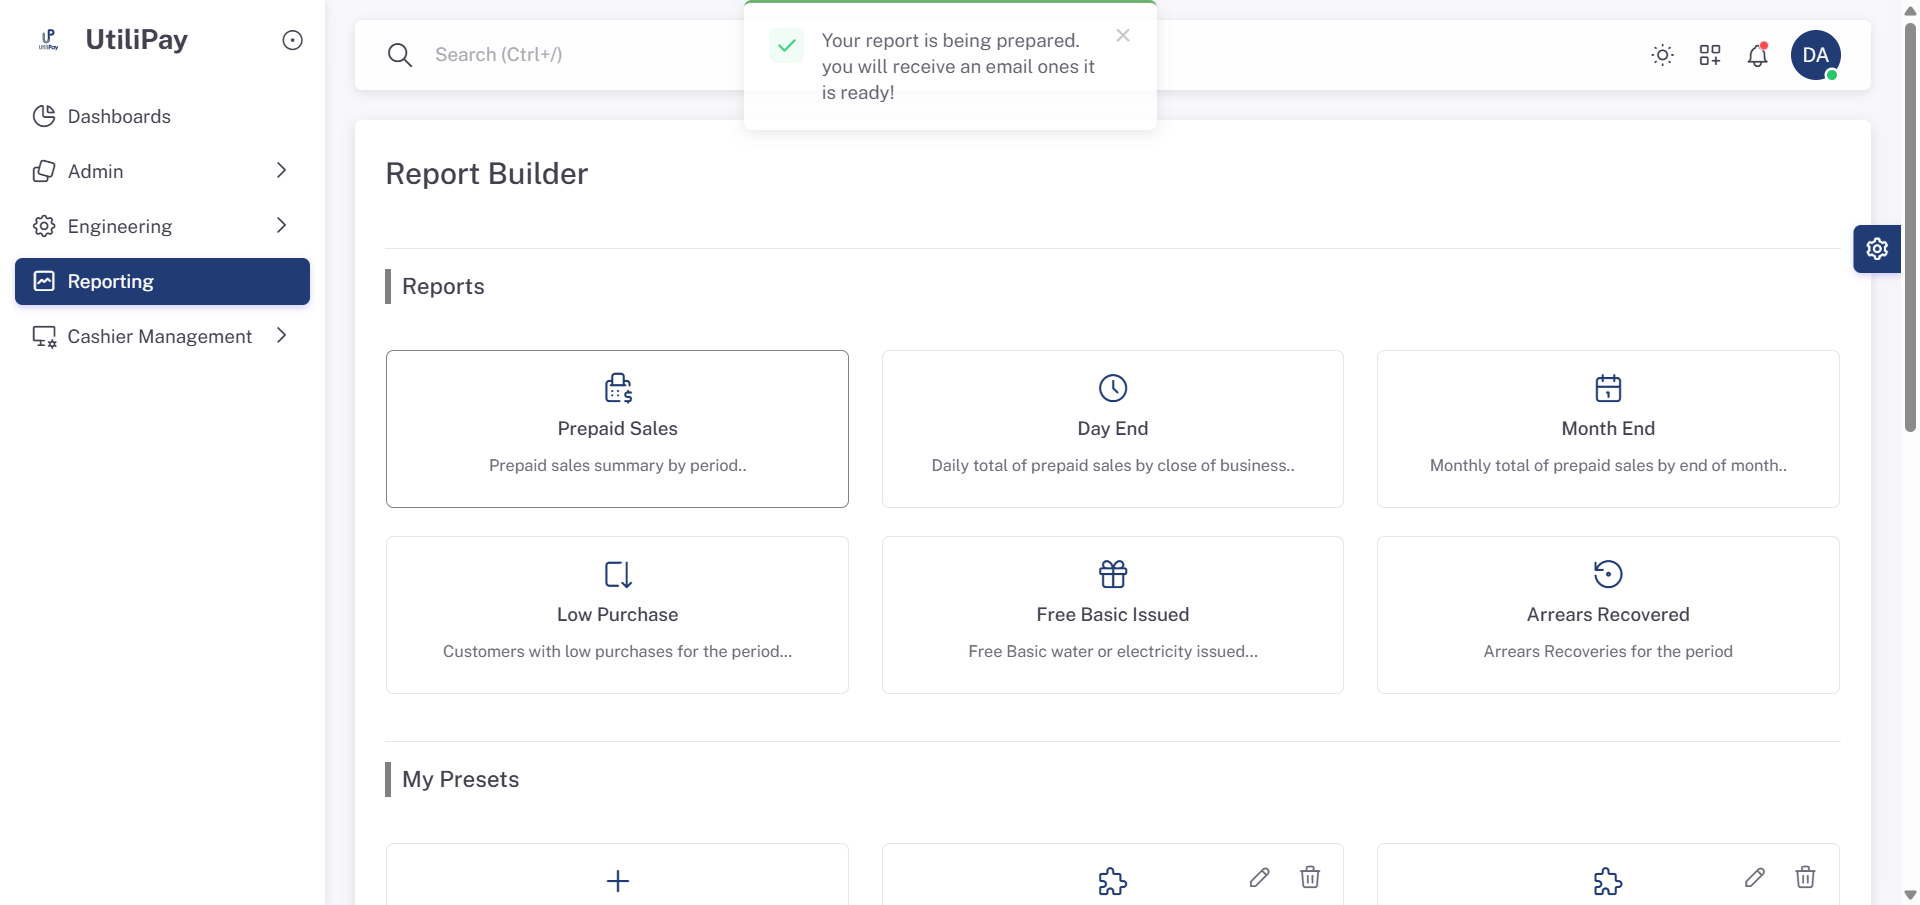 UtiliPay
Dashboards
Admin
Engineering
Reporting
Cashier Management
Search (Ctrl+/)
Your report is being prepared.
you will receive an email ones it
is ready!
DA
Report Builder
Reports
Prepaid Sales
Prepaid sales summary by period..
Day End
Daily total of prepaid sales by close of business..
Month End
Monthly total of prepaid sales by end of month..
Low Purchase
Customers with low purchases for the period...
Free Basic Issued
Free Basic water or electricity issued...
Arrears Recovered
Arrears Recoveries for the period
My Presets